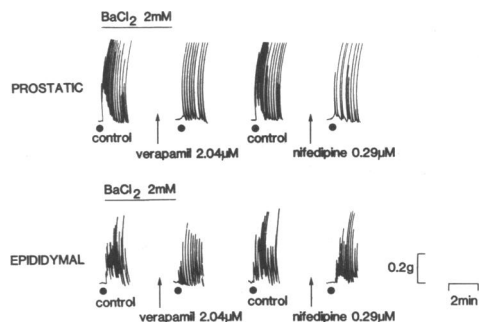 BaCl₂ 2mM
PROSTATIC
control
verapamil 2.04µM
control
nifedipine 0.29µM
BaCl₂ 2mM
EPIDIDYMAL
0.2g
control
verapamil 2.04µM
control
nifedipine 0.29µM
2min